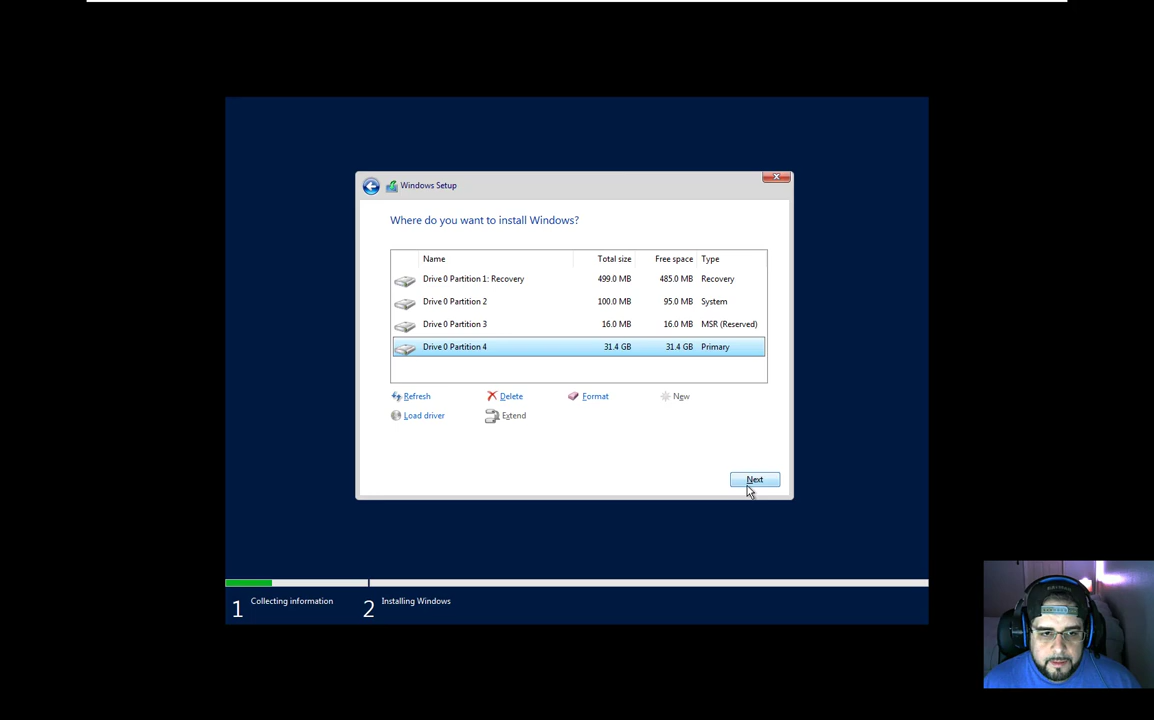 Windows Setup
Where do you want to install Windows?
Name Total size Free space Type
Drive 0 Partition 1: Recovery 499.0 MB 485.0 MB Recovery
Drive 0 Partition 2 100.0 MB 95.0 MB System
Drive 0 Partition 3 16.0 MB 16.0 MB MSR (Reserved)
Drive 0 Partition 4 31.4 GB 31.4 GB Primary
Refresh Delete Format New
Load driver Extend
Next
1 Collecting information 2 Installing Windows